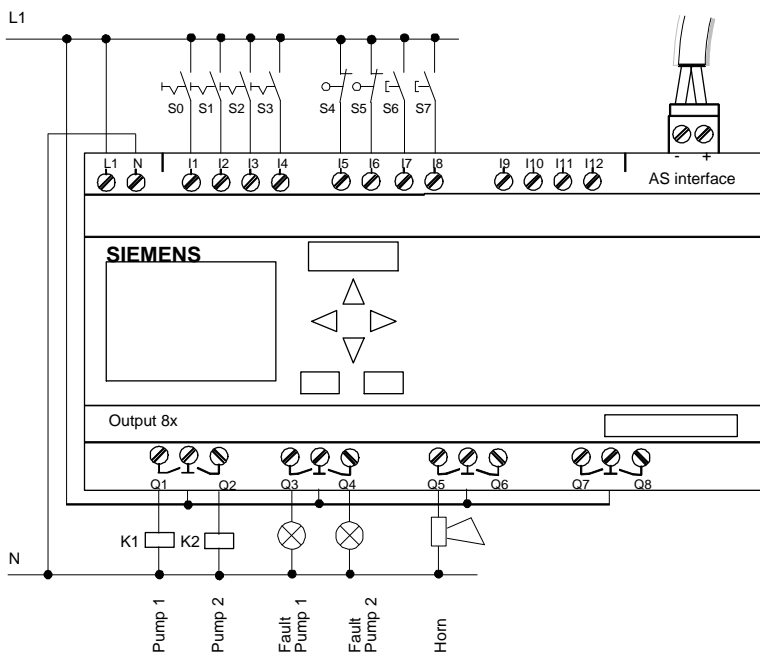 L1
S0 S1 S2 S3 S4 S5 S6 S7
- +
L1 N I1 I2 I3 I4 I5 I6 I7 I8 I9 I10 I11 I12
AS interface
SIEMENS
Output 8x
Q1 Q2 Q3 Q4 Q5 Q6 Q7 Q8
K1 K2
N
Pump 1
Pump 2
Fault
Pump 1
Fault
Pump 2
Horn